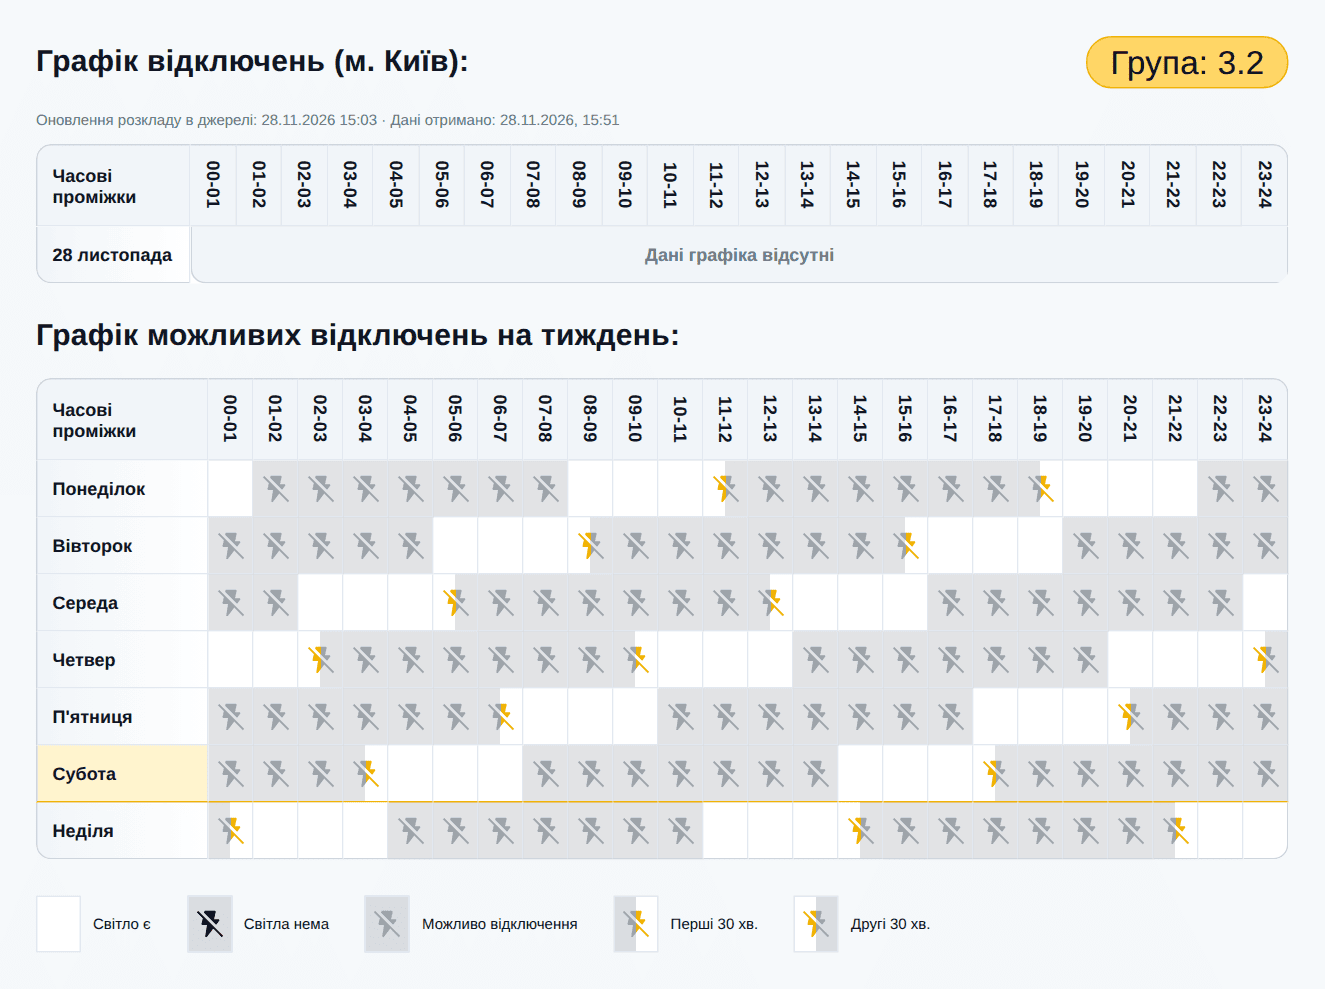 Графік відключень (м. Київ):
Група: 3.2
Оновлення розкладу в джерелі: 28.11.2026 15:03 · Дані отримано: 28.11.2026, 15:51
Часові проміжки 00-01 01-02 02-03 03-04 04-05 05-06 06-07 07-08 08-09 09-10 10-11 11-12 12-13 13-14 14-15 15-16 16-17 17-18 18-19 19-20 20-21 21-22 22-23 23-24
28 листопада Дані графіка відсутні
Графік можливих відключень на тиждень:
Часові проміжки 00-01 01-02 02-03 03-04 04-05 05-06 06-07 07-08 08-09 09-10 10-11 11-12 12-13 13-14 14-15 15-16 16-17 17-18 18-19 19-20 20-21 21-22 22-23 23-24
Понеділок
Вівторок
Середа
Четвер
П'ятниця
Субота
Неділя
Світло є Світла нема Можливо відключення Перші 30 хв. Другі 30 хв.